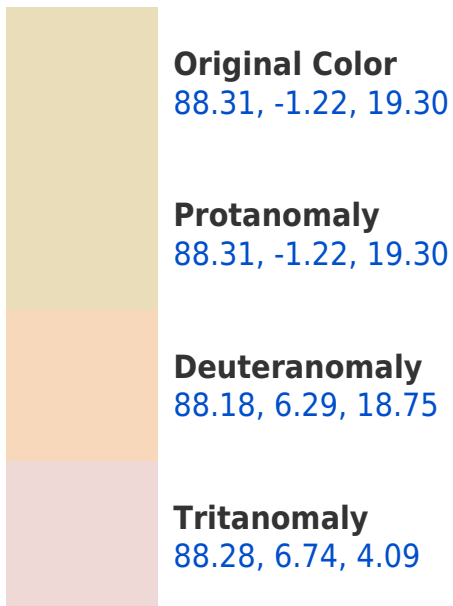 Original Color
88.31, -1.22, 19.30
Protanomaly
88.31, -1.22, 19.30
Deuteranomaly
88.18, 6.29, 18.75
Tritanomaly
88.28, 6.74, 4.09